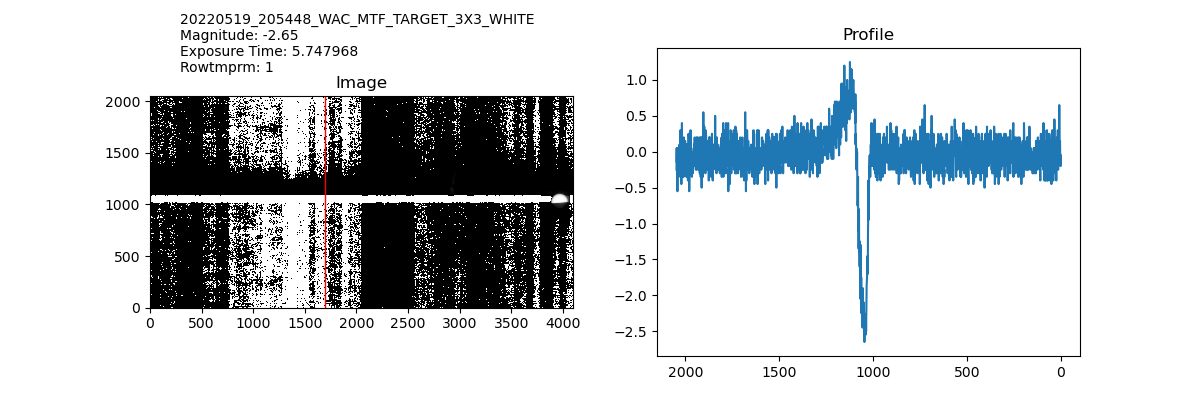 20220519_205448_WAC_MTF_TARGET_3X3_WHITE
Magnitude: -2.65
Exposure Time: 5.747968
Rowtmprm: 1
Image
2000
1500
1000
500
0
0 500 1000 1500 2000 2500 3000 3500 4000
Profile
1.0
0.5
0.0
−0.5
−1.0
−1.5
−2.0
−2.5
2000 1500 1000 500 0